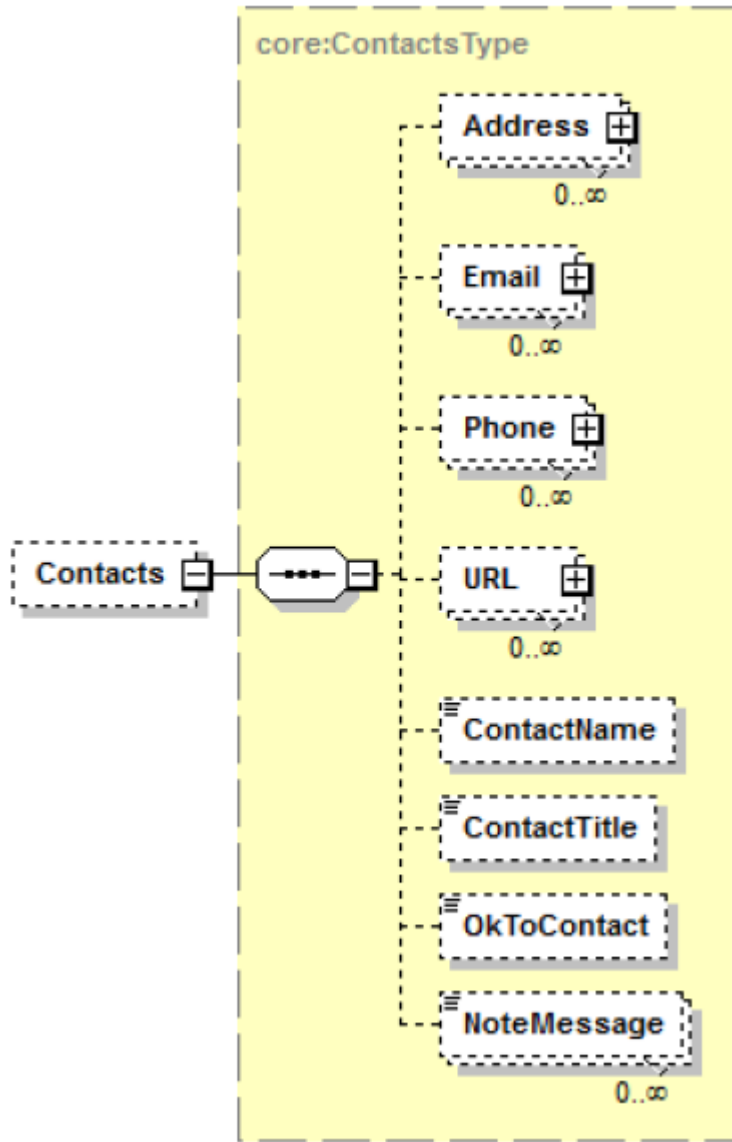 core:ContactsType
Address
0..∞
Email
0..∞
Phone
0..∞
Contacts
URL
0..∞
ContactName
ContactTitle
OkToContact
NoteMessage
0..∞